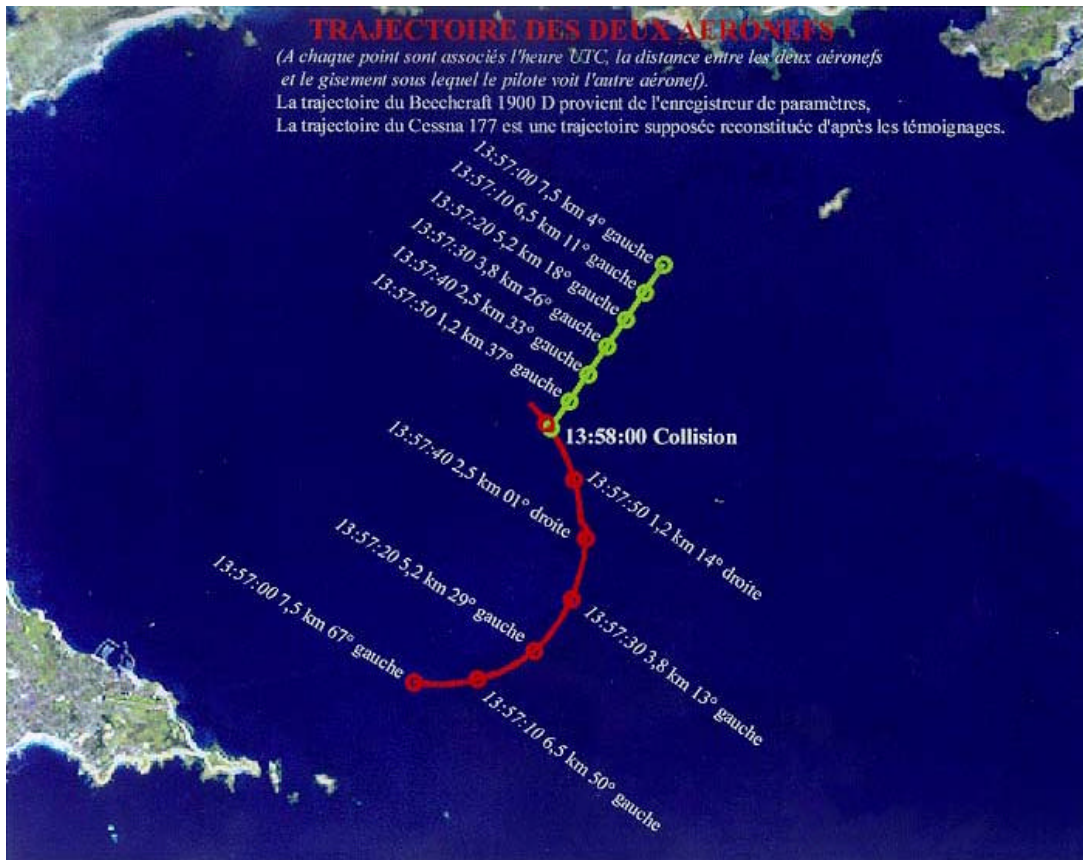 TRAJECTOIRE DES DEUX AERONEFS
(A chaque point sont associés l'heure UTC, la distance entre les deux aéronefs
et le gisement sous lequel le pilote voit l'autre aéronef).
La trajectoire du Beechcraft 1900 D provient de l'enregistreur de paramètres,
La trajectoire du Cessna 177 est une trajectoire supposée reconstituée d'après les témoignages.
13:57:00 7,5 km 4° gauche
13:57:10 6,5 km 11° gauche
13:57:20 5,2 km 18° gauche
13:57:30 3,8 km 26° gauche
13:57:40 2,5 km 33° gauche
13:57:50 1,2 km 37° gauche
13:58:00 Collision
13:57:50 1,2 km 14° droite
13:57:40 2,5 km 01° droite
13:57:30 3,8 km 13° gauche
13:57:20 5,2 km 29° gauche
13:57:10 6,5 km 50° gauche
13:57:00 7,5 km 67° gauche